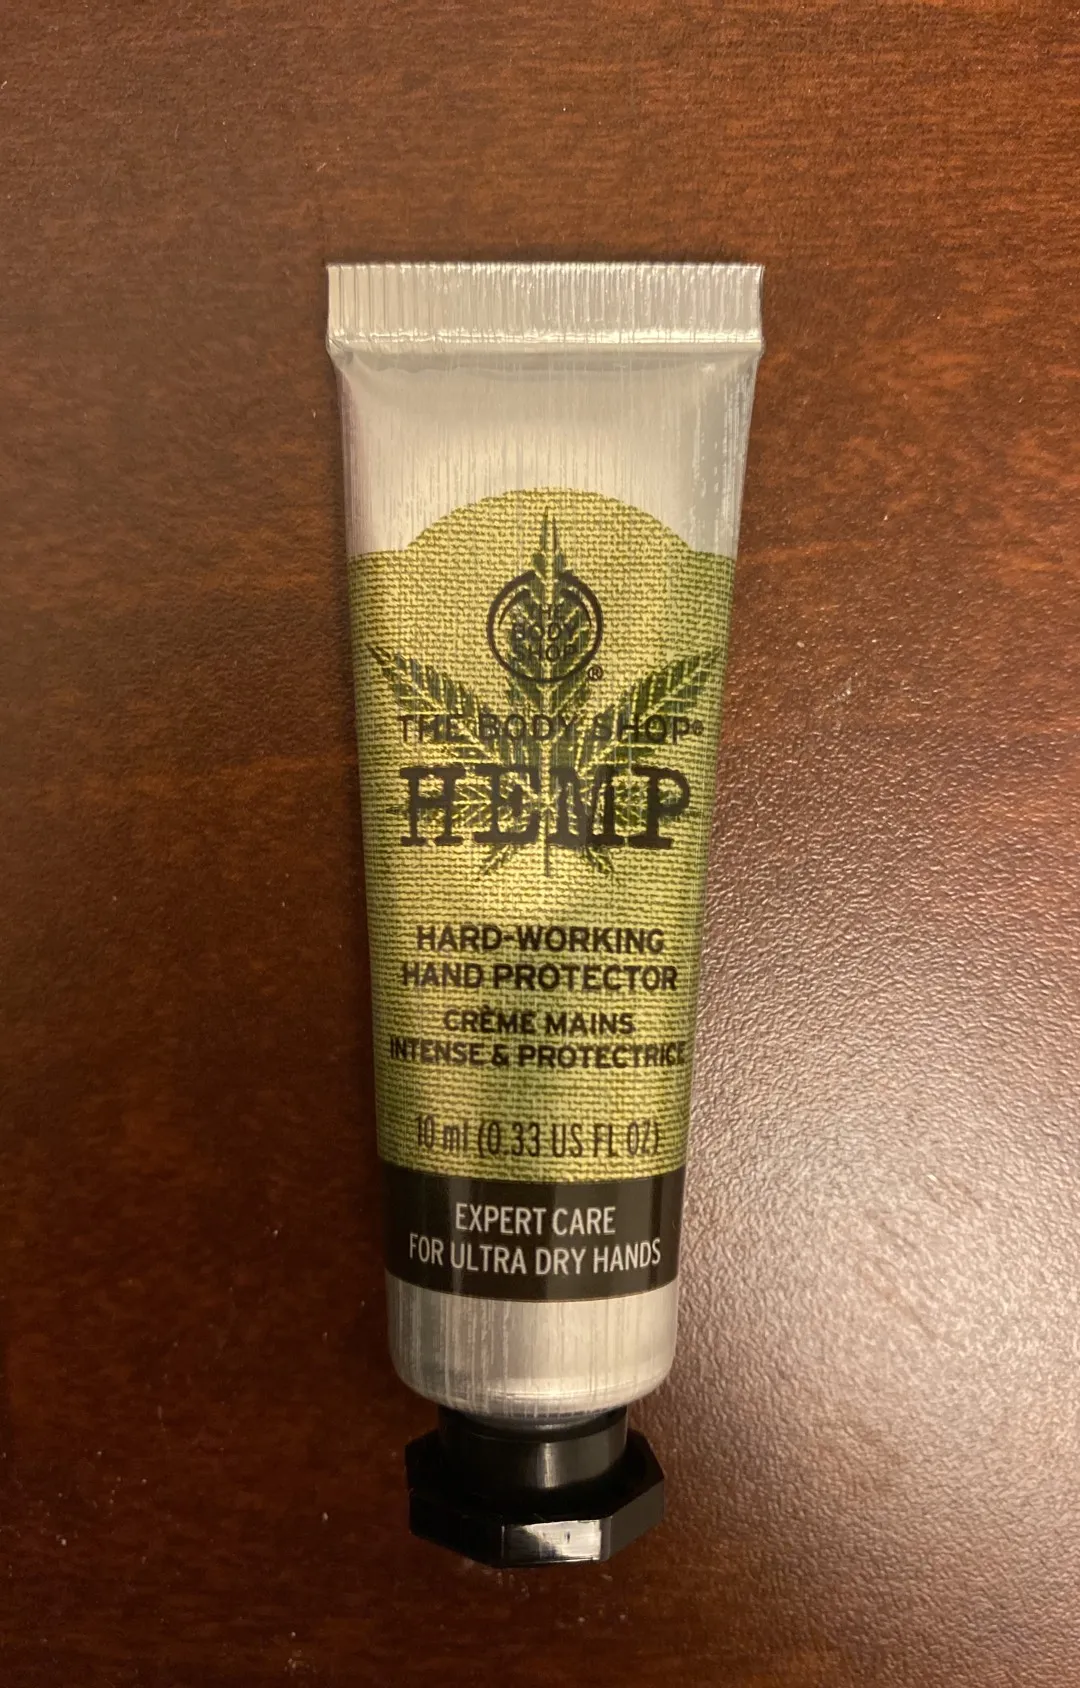 THE
BODY
SHOP
®
THE BODY SHOP®
HEMP
HARD-WORKING
HAND PROTECTOR
CRÈME MAINS
INTENSE & PROTECTRICE
10 ml (0.33 US FL OZ)
EXPERT CARE
FOR ULTRA DRY HANDS